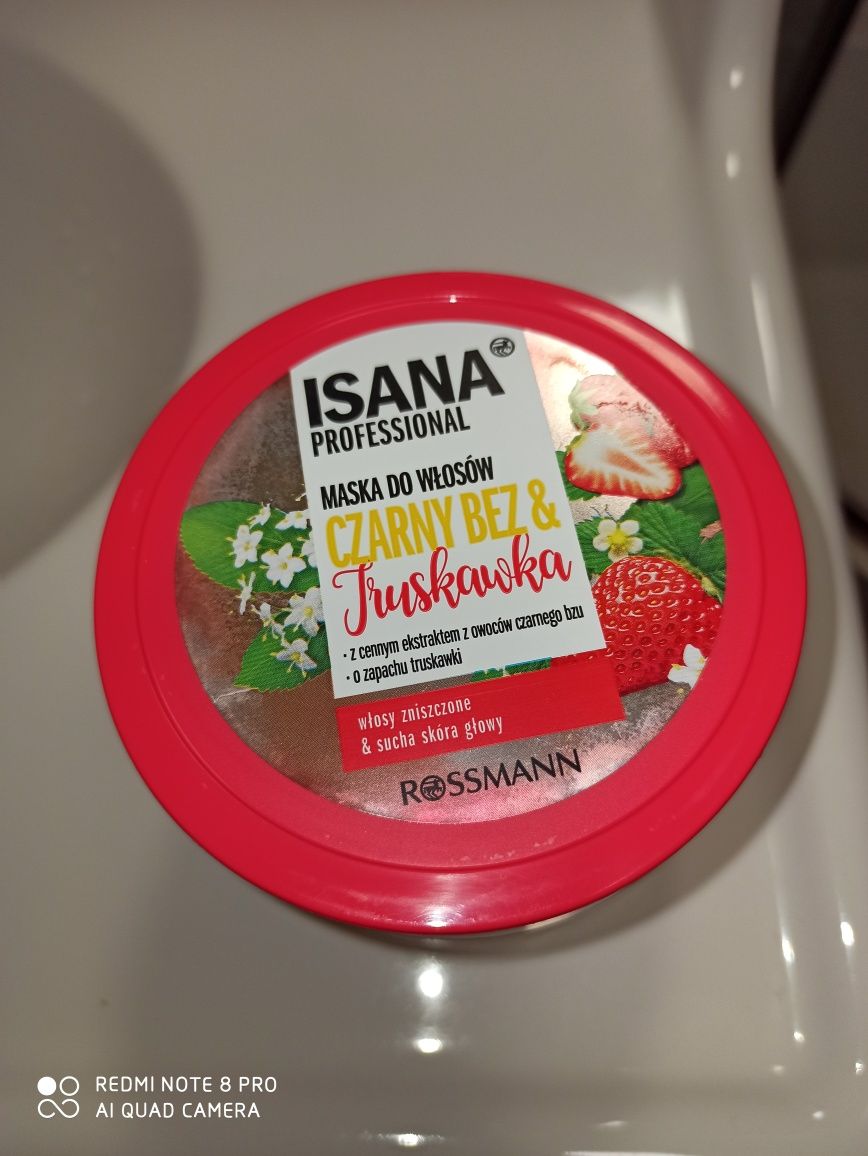 ISANA
PROFESSIONAL
MASKA DO WŁOSÓW
CZARNY BEZ &
Truskawka
· z cennym ekstraktem z owoców czarnego bzu
· o zapachu truskawki
włosy zniszczone
& sucha skóra głowy
ROSSMANN
REDMI NOTE 8 PRO
AI QUAD CAMERA